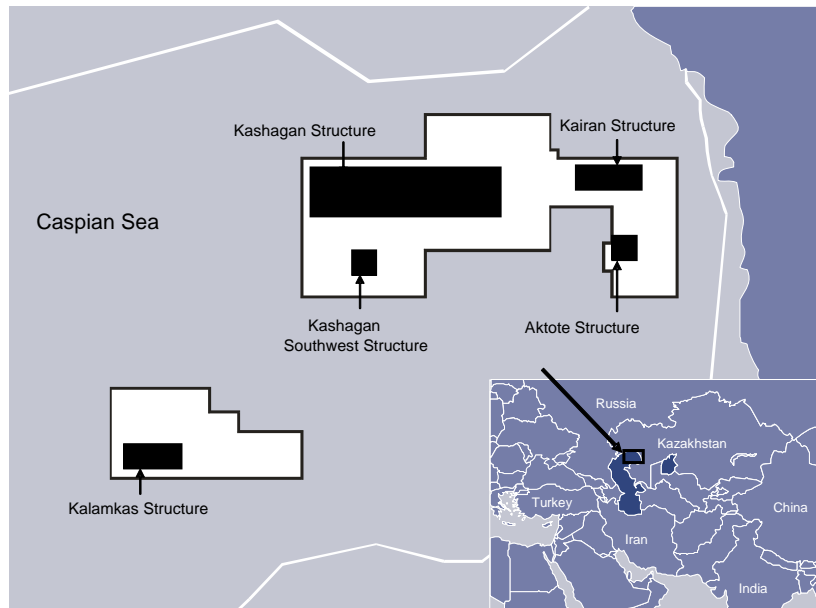 Kashagan Structure
Kairan Structure
Caspian Sea
Kashagan
Southwest Structure
Aktote Structure
Kalamkas Structure
Russia
Kazakhstan
Turkey
China
Iran
India